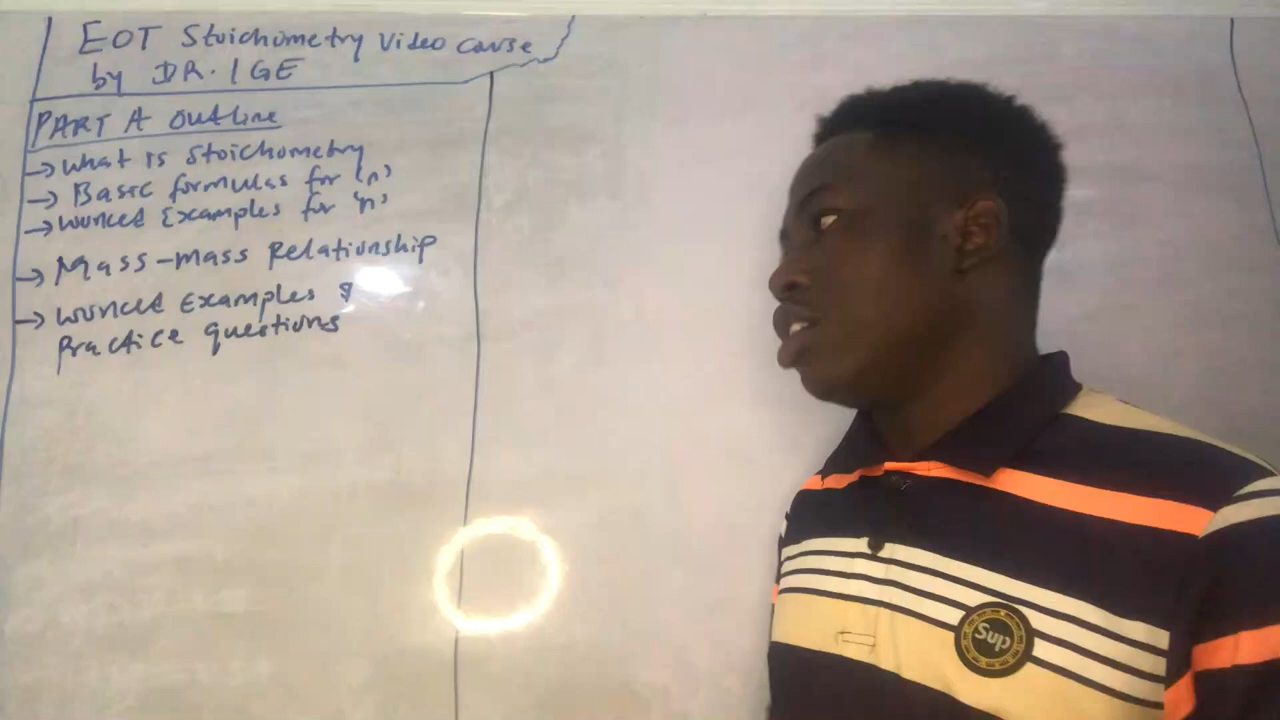 EOT Stoichometry Video course
by DR. IGE
PART A Outline
→ What is Stoichometry
→ Basic formulas for 'n'
→ Worked Examples for 'n'
→ Mass-mass Relationship
→ Worked Examples &
Practice questions
Sup